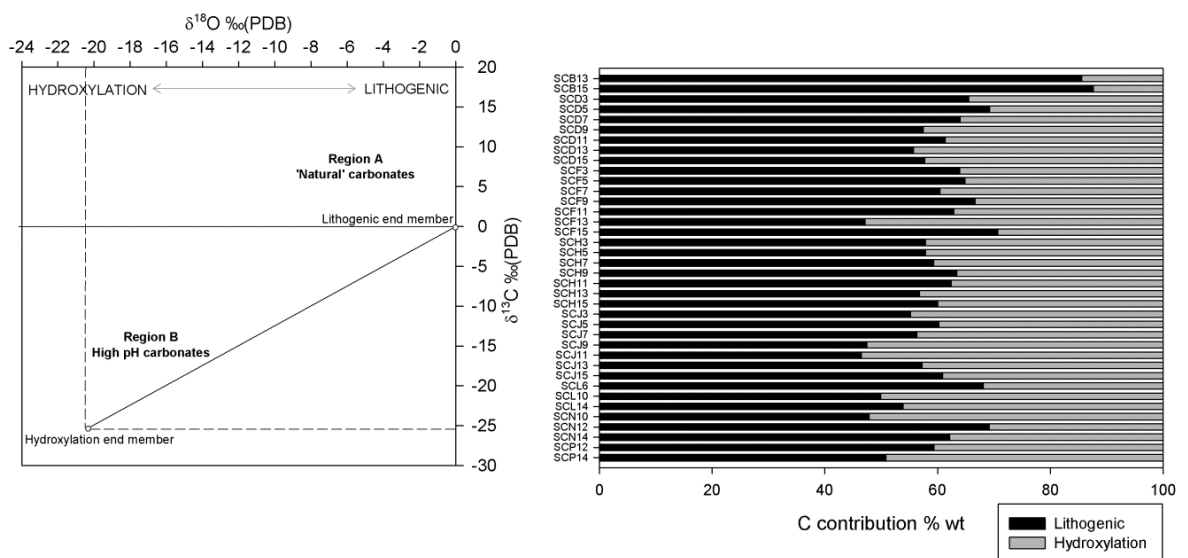 δ¹⁸O ‰(PDB)
-24 -22 -20 -18 -16 -14 -12 -10 -8 -6 -4 -2 0
HYDROXYLATION LITHOGENIC
Region A
'Natural' carbonates
Lithogenic end member
Region B
High pH carbonates
Hydroxylation end member
20
15
10
5
0
-5
-10
-15
-20
-25
-30
δ¹³C ‰(PDB)
SCB13
SCB15
SCD3
SCD5
SCD7
SCD9
SCD11
SCD13
SCD15
SCF3
SCF5
SCF7
SCF9
SCF11
SCF13
SCF15
SCH3
SCH5
SCH7
SCH9
SCH11
SCH13
SCH15
SCJ3
SCJ5
SCJ7
SCJ9
SCJ11
SCJ13
SCJ15
SCL6
SCL10
SCL14
SCN10
SCN12
SCN14
SCP12
SCP14
0 20 40 60 80 100
C contribution % wt
Lithogenic
Hydroxylation